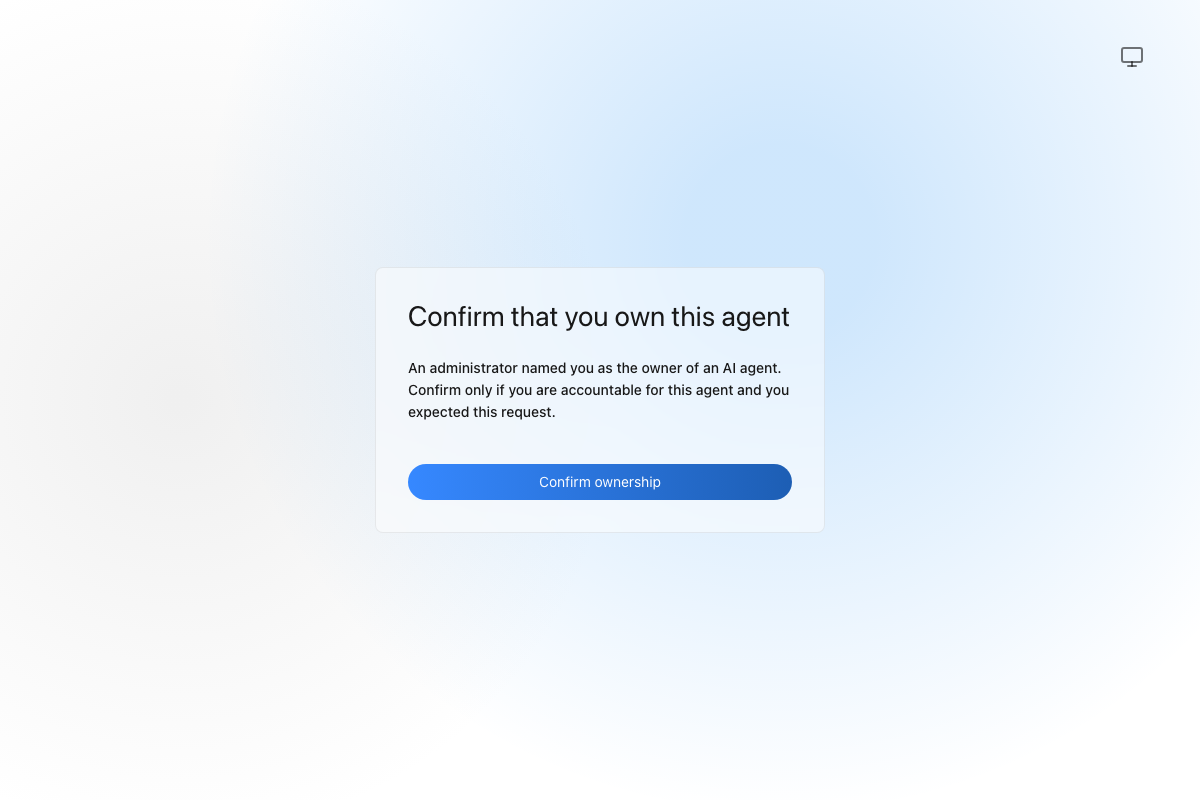 Confirm that you own this agent
An administrator named you as the owner of an AI agent.
Confirm only if you are accountable for this agent and you
expected this request.
Confirm ownership